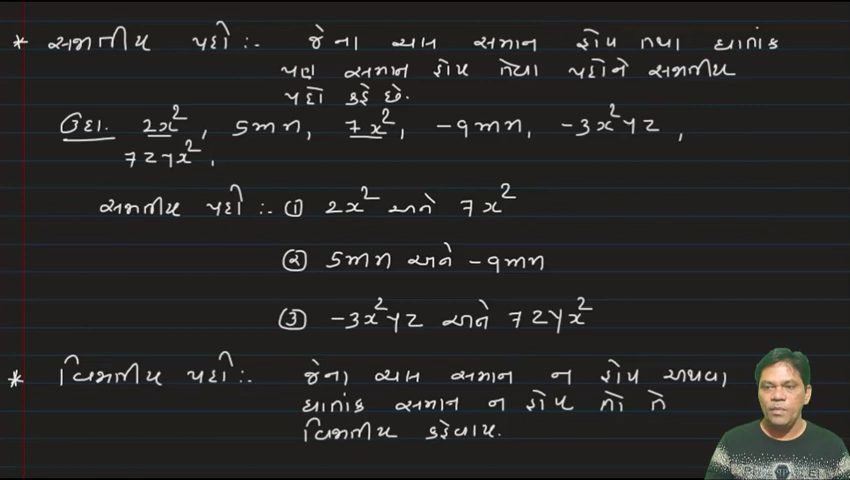 * સજાતીય પદો :- જેના ચલ સમાન હોય તથા ઘાતાંક
પણ સમાન હોય તેવા પદોને સજાતીય
પદો કહે છે.
ઉદા. 2x², 5mn, 7x², -9mn, -3x²yz,
7zyx².
સજાતીય પદો :- ① 2x² અને 7x²
② 5mn અને -9mn
③ -3x²yz અને 7zyx²
* વિજાતીય પદો :- જેના ચલ સમાન ન હોય અથવા
ઘાતાંક સમાન ન હોય તો તે
વિજાતીય કહેવાય.